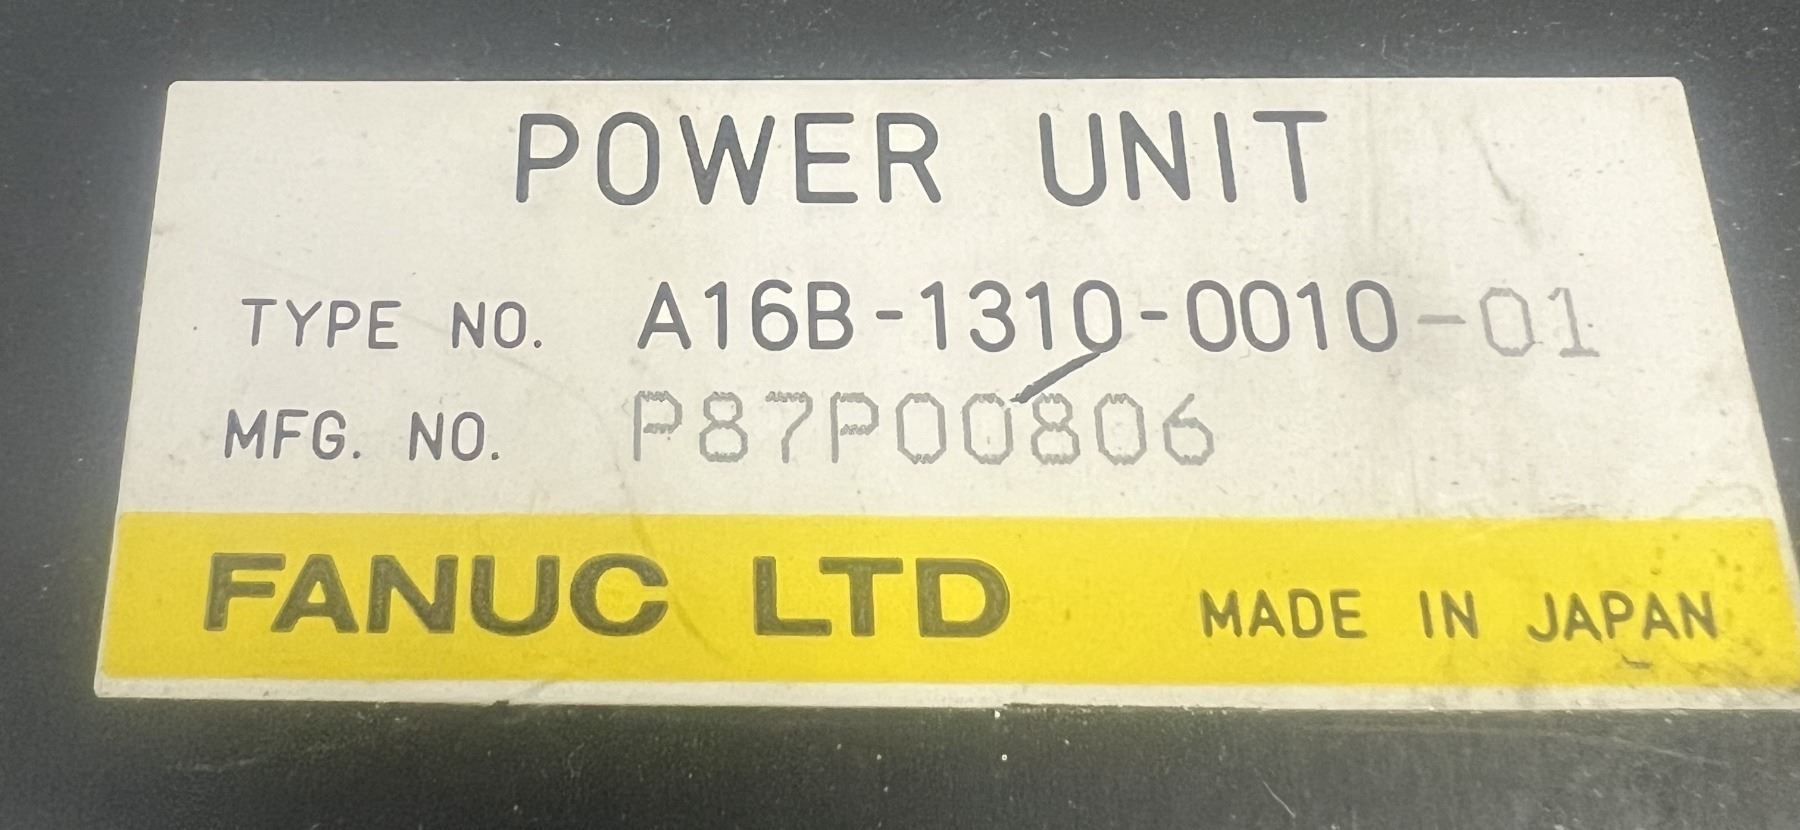 POWER UNIT
TYPE NO. A16B-1310-0010-01
MFG. NO. P87P00806
FANUC LTD MADE IN JAPAN